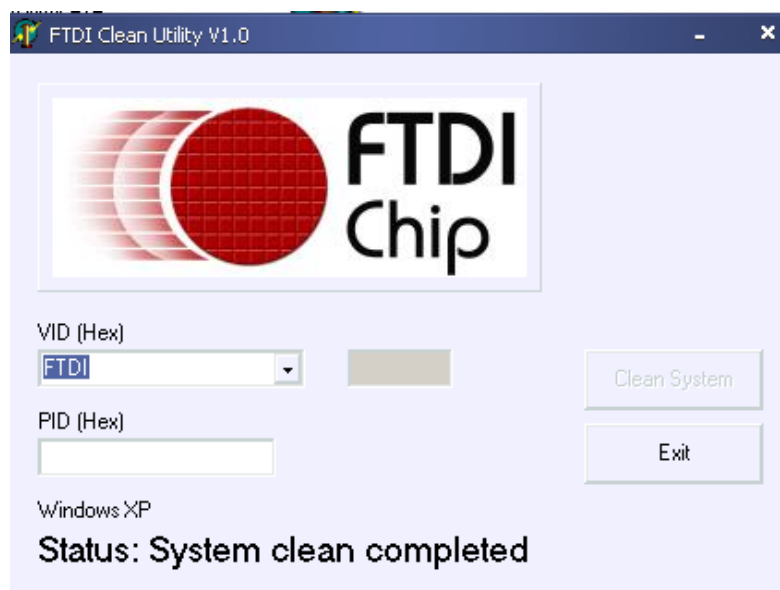 FTDI Clean Utility V1.0
FTDI
Chip
VID (Hex)
FTDI
Clean System
PID (Hex)
Exit
Windows XP
Status: System clean completed